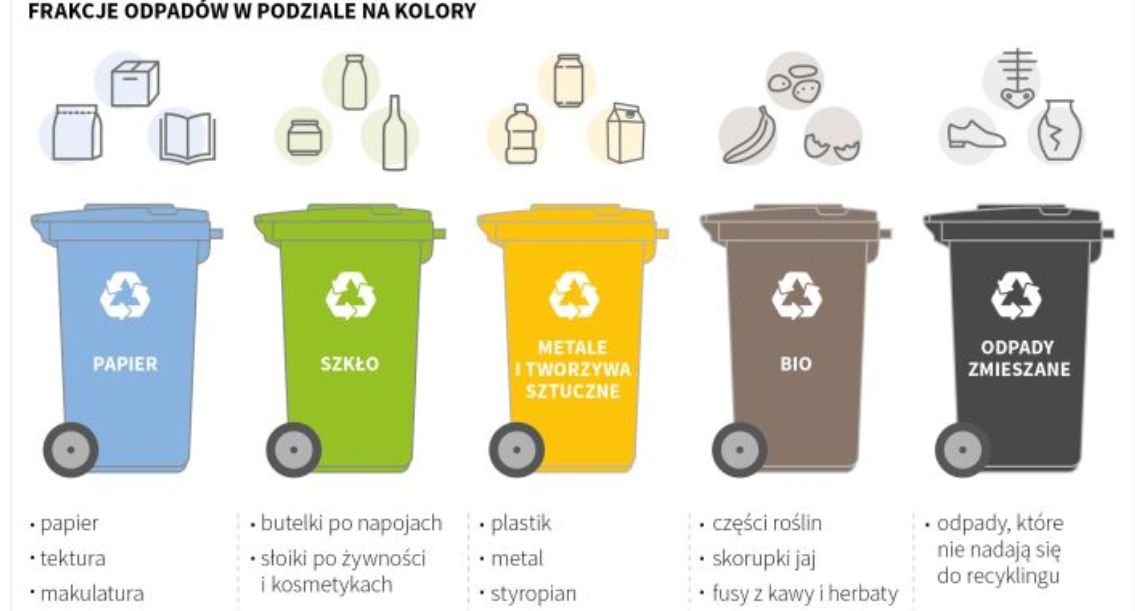 FRAKCJE ODPADÓW W PODZIALE NA KOLORY
PAPIER
SZKŁO
METALE
I TWORZYWA
SZTUCZNE
BIO
ODPADY
ZMIESZANE
• papier
• tektura
• makulatura
• butelki po napojach
• słoiki po żywności
i kosmetykach
• plastik
• metal
• styropian
• części roślin
• skorupki jaj
• fusy z kawy i herbaty
• odpady, które
nie nadają się
do recyklingu